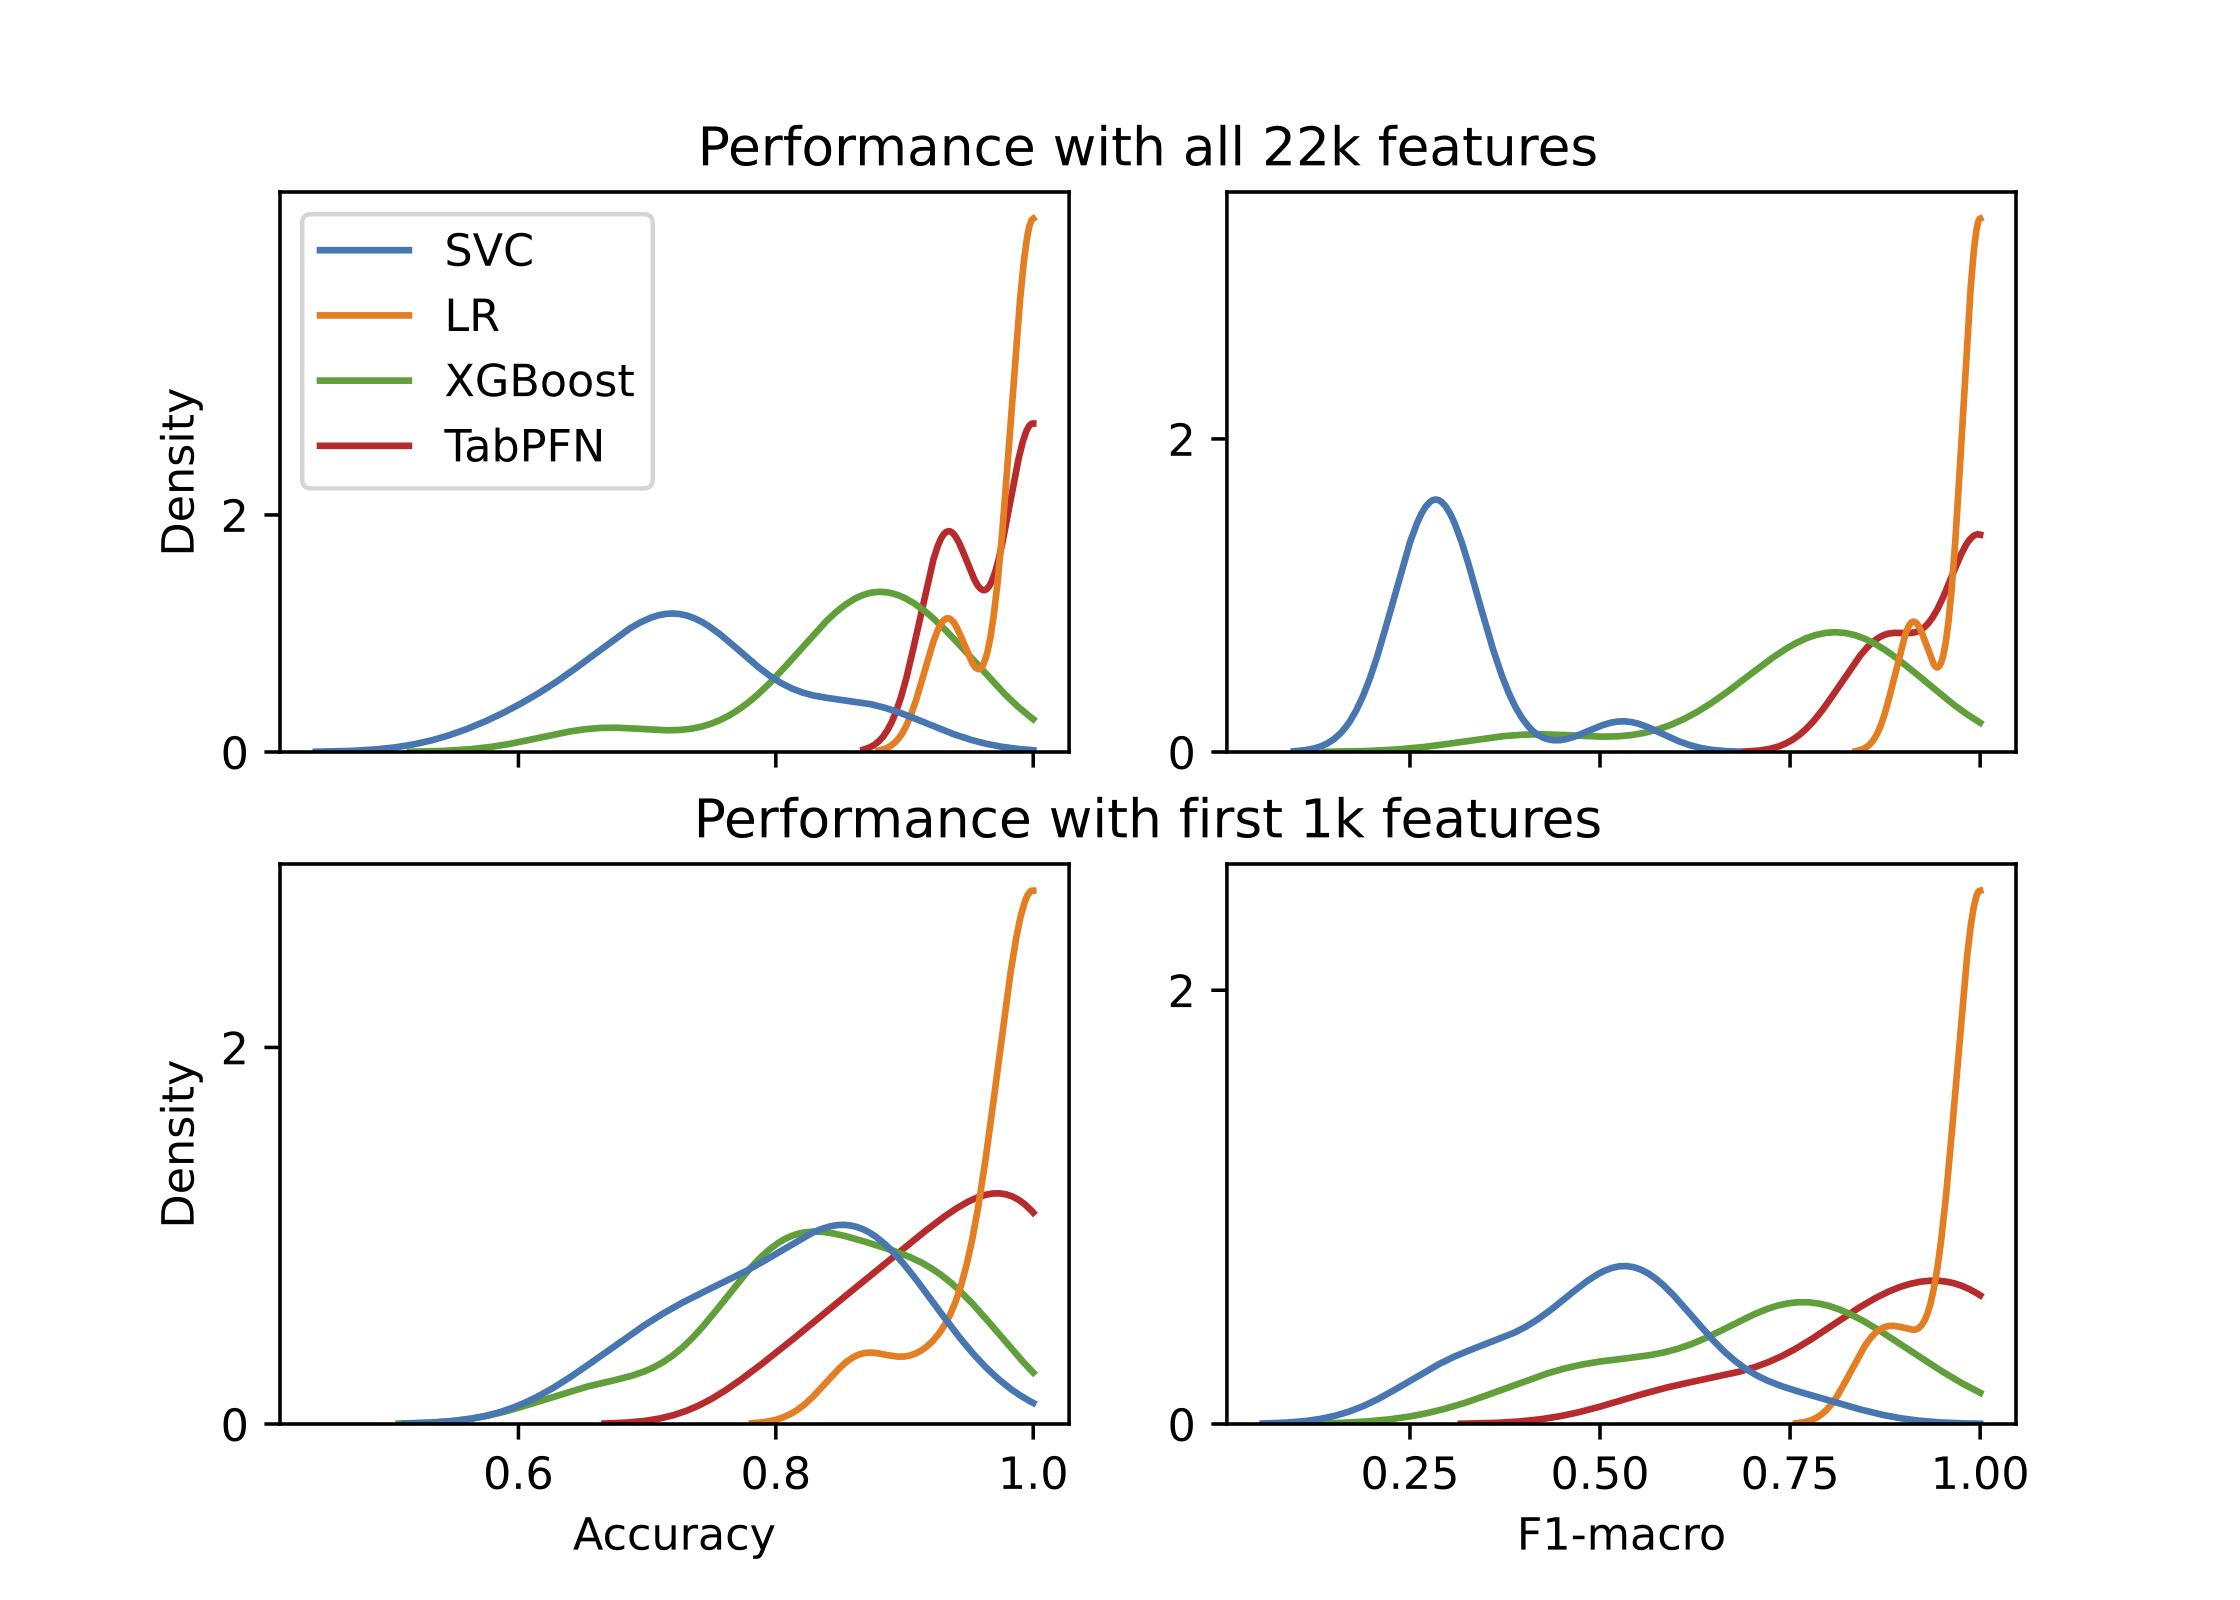 Performance with all 22k features
SVC
LR
XGBoost
TabPFN
Density
2
0
2
0
Performance with first 1k features
Density
2
0
2
0
0.6 0.8 1.0
0.25 0.50 0.75 1.00
Accuracy
F1-macro